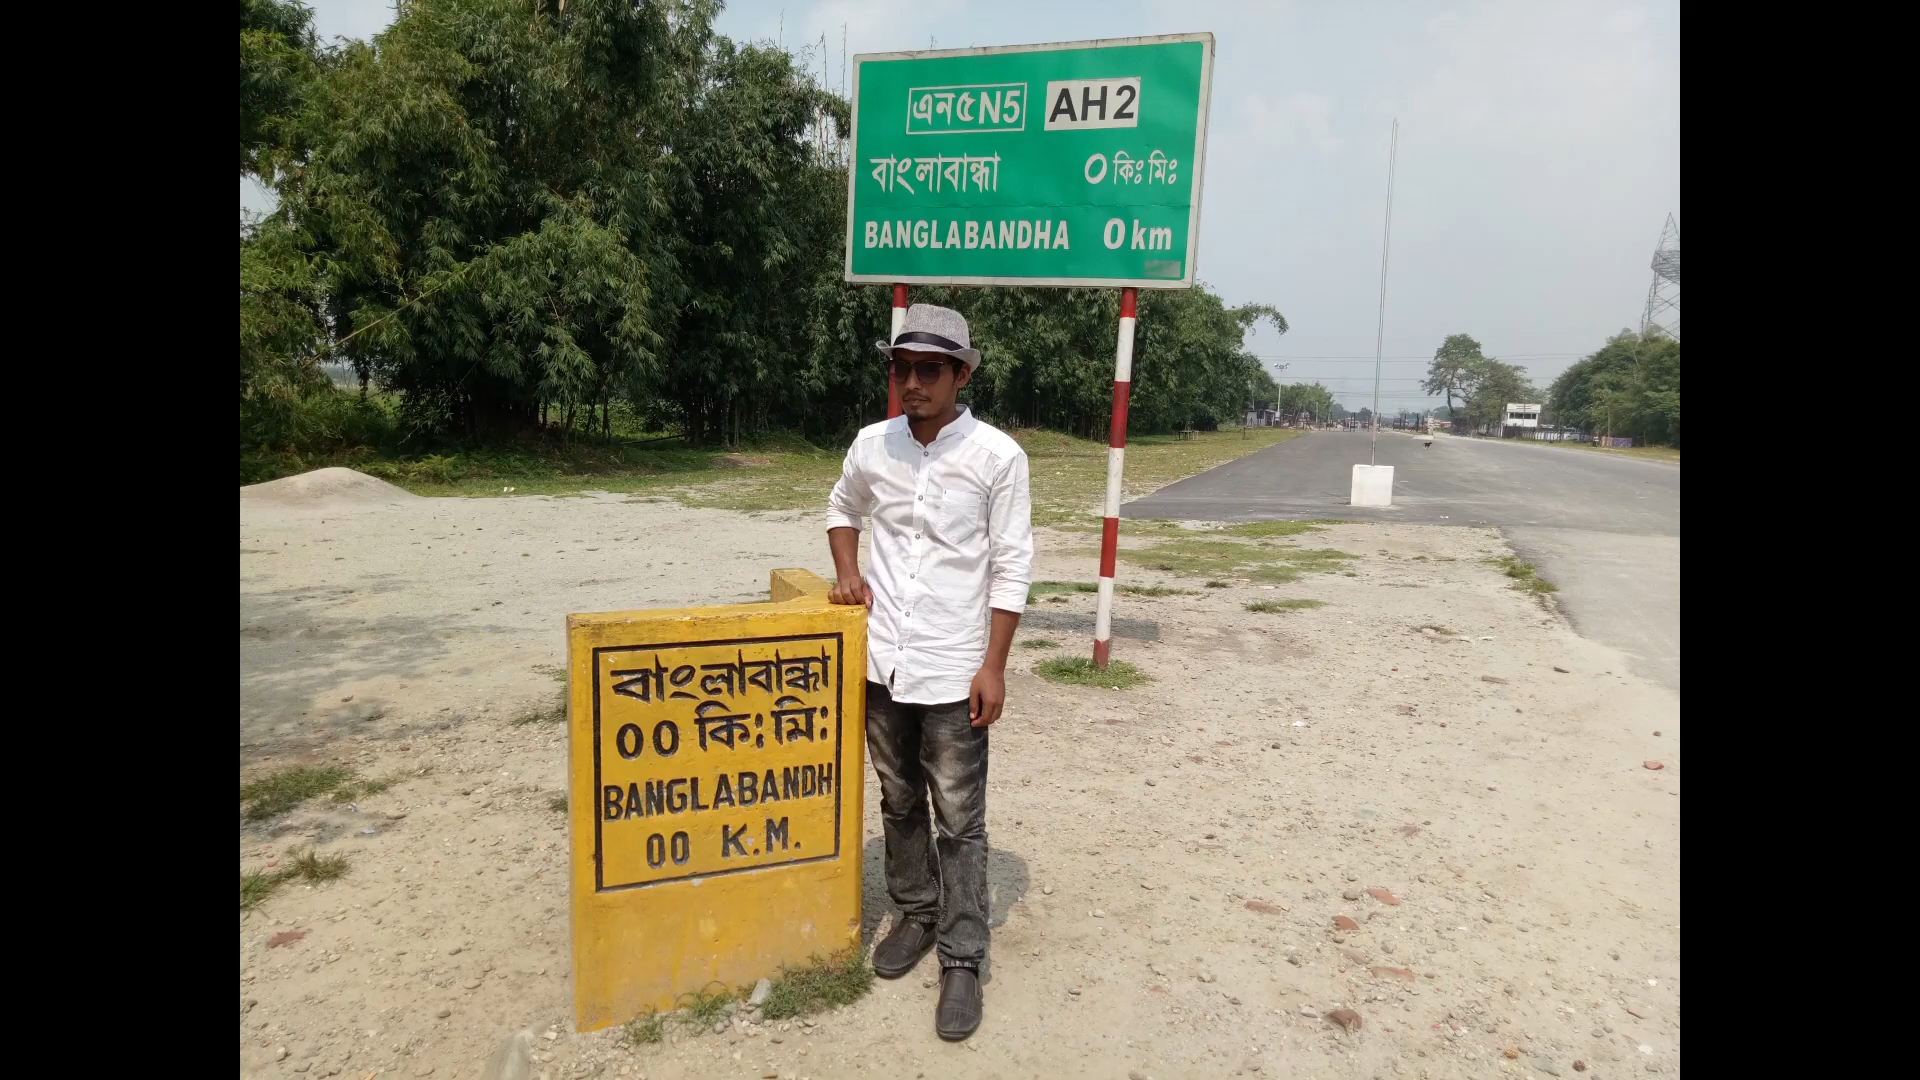 এন৫N5 AH2
বাংলাবান্ধা 0 কিঃ মিঃ
BANGLABANDHA 0 km
বাংলাবান্ধা
00 কি: মি:
BANGLABANDH
00 K.M.